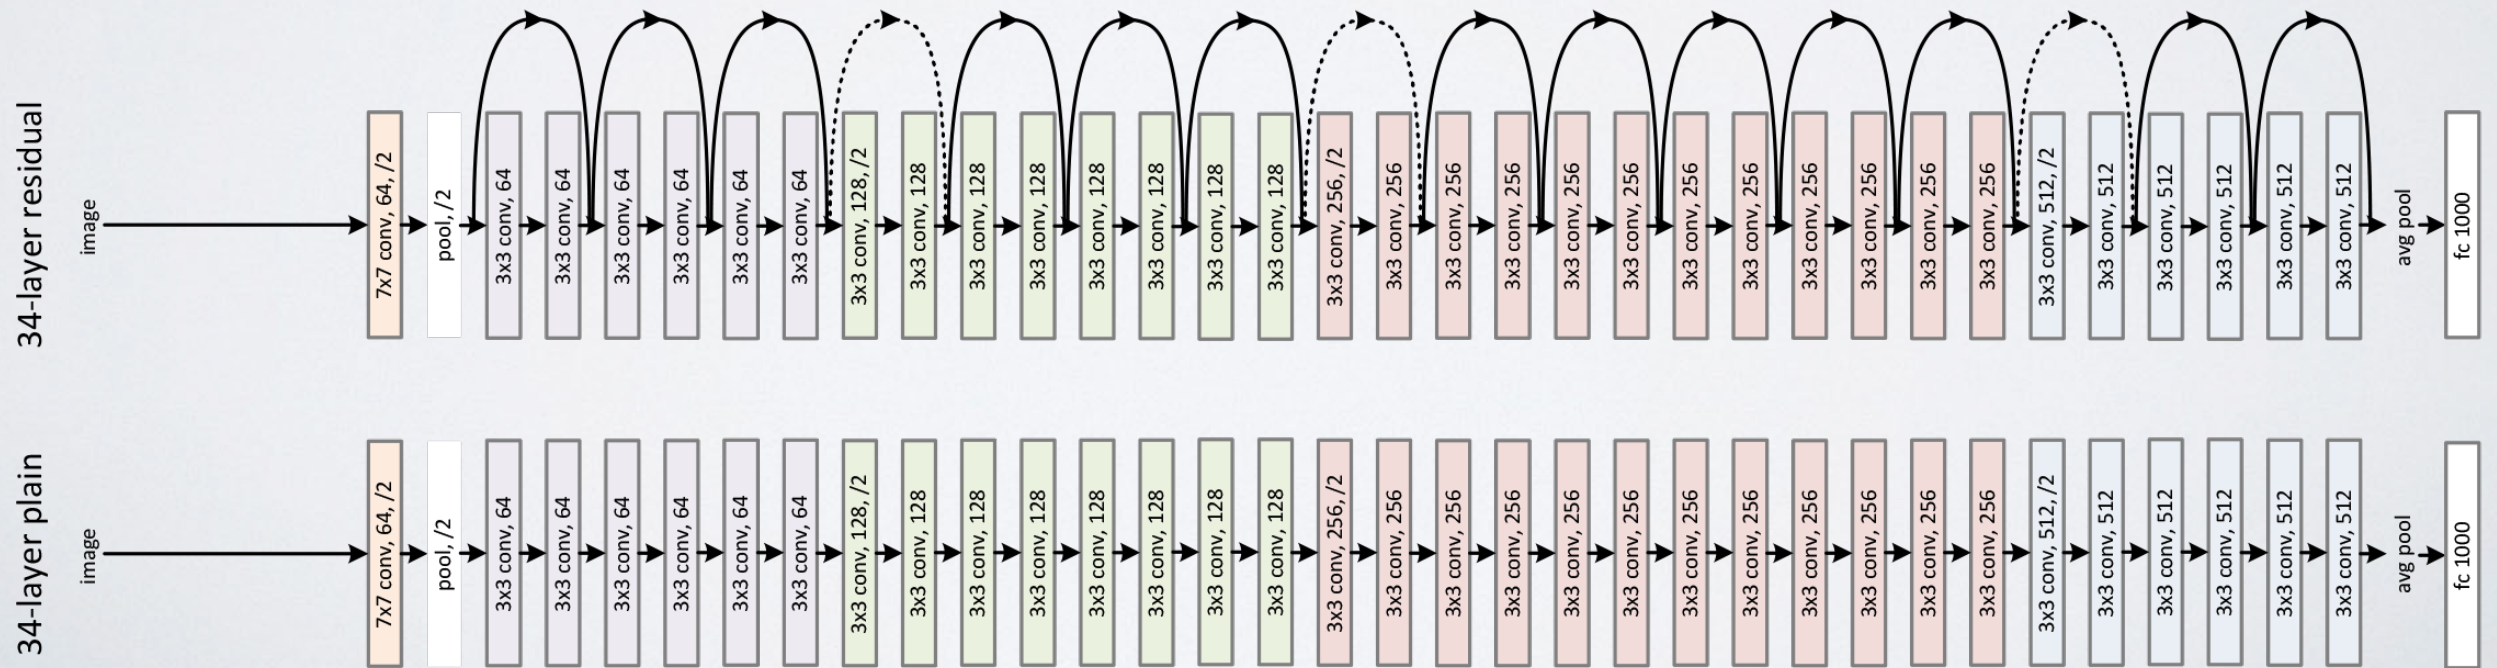 34-layer residual
image
7x7 conv, 64, /2
pool, /2
3x3 conv, 64
3x3 conv, 64
3x3 conv, 64
3x3 conv, 64
3x3 conv, 64
3x3 conv, 64
3x3 conv, 128, /2
3x3 conv, 128
3x3 conv, 128
3x3 conv, 128
3x3 conv, 128
3x3 conv, 128
3x3 conv, 128
3x3 conv, 128
3x3 conv, 256, /2
3x3 conv, 256
3x3 conv, 256
3x3 conv, 256
3x3 conv, 256
3x3 conv, 256
3x3 conv, 256
3x3 conv, 256
3x3 conv, 256
3x3 conv, 256
3x3 conv, 256
3x3 conv, 256
3x3 conv, 512, /2
3x3 conv, 512
3x3 conv, 512
3x3 conv, 512
3x3 conv, 512
3x3 conv, 512
avg pool
fc 1000
34-layer plain
image
7x7 conv, 64, /2
pool, /2
3x3 conv, 64
3x3 conv, 64
3x3 conv, 64
3x3 conv, 64
3x3 conv, 64
3x3 conv, 64
3x3 conv, 128, /2
3x3 conv, 128
3x3 conv, 128
3x3 conv, 128
3x3 conv, 128
3x3 conv, 128
3x3 conv, 128
3x3 conv, 128
3x3 conv, 256, /2
3x3 conv, 256
3x3 conv, 256
3x3 conv, 256
3x3 conv, 256
3x3 conv, 256
3x3 conv, 256
3x3 conv, 256
3x3 conv, 256
3x3 conv, 256
3x3 conv, 256
3x3 conv, 256
3x3 conv, 512, /2
3x3 conv, 512
3x3 conv, 512
3x3 conv, 512
3x3 conv, 512
3x3 conv, 512
avg pool
fc 1000